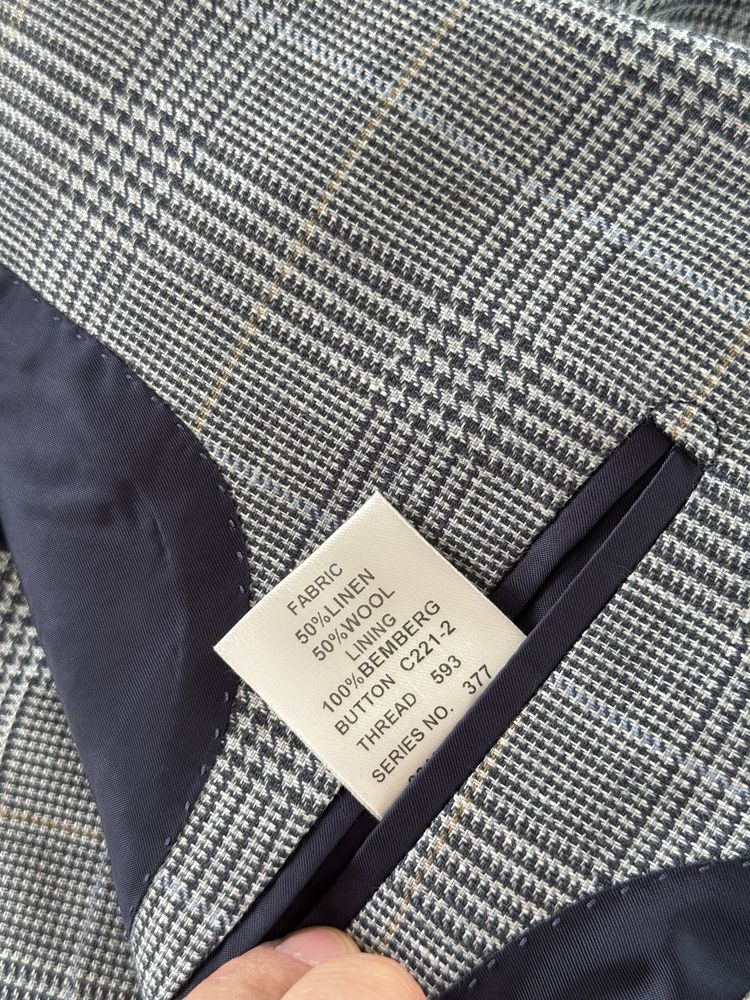 FABRIC
50%LINEN
50%WOOL
LINING
100%BEMBERG
BUTTON C221-2
THREAD 593
SERIES NO. 377